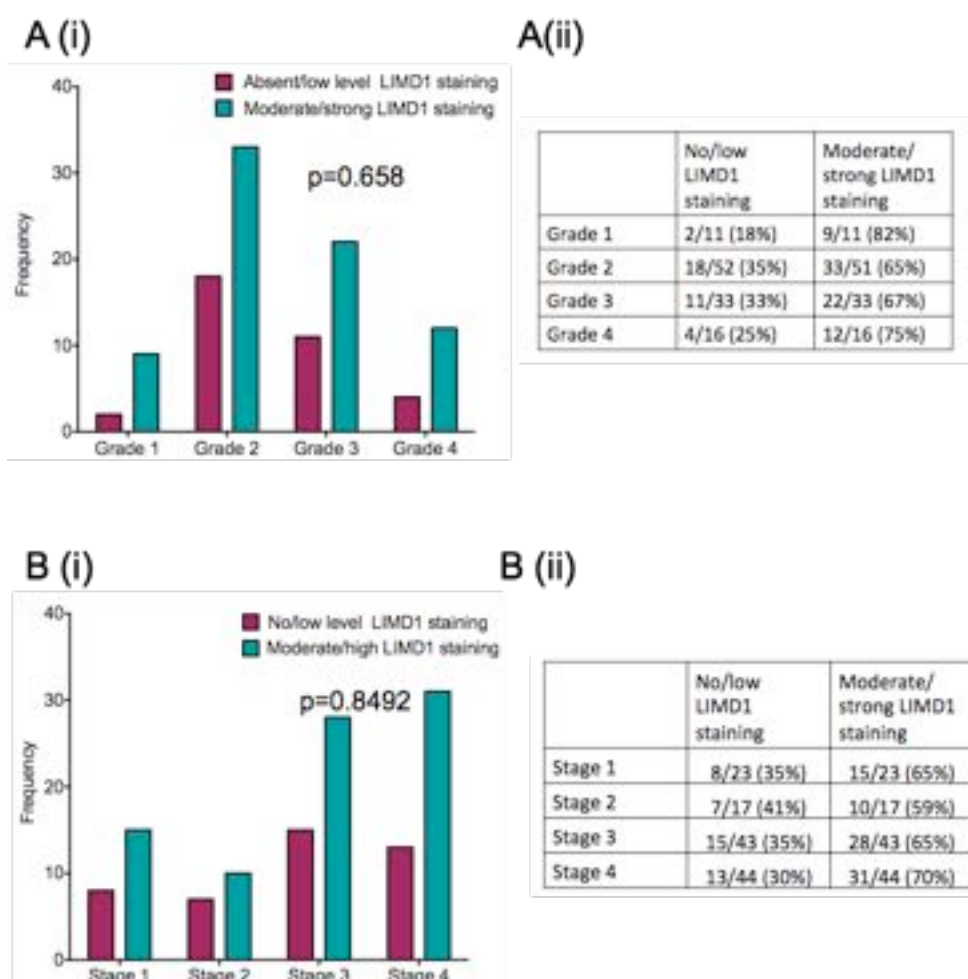 A (i)
A(ii)
40
30
20
10
0
Frequency
Absent/low level LIMD1 staining
Moderate/strong LIMD1 staining
p=0.658
Grade 1 Grade 2 Grade 3 Grade 4
No/low
LIMD1
staining
Moderate/
strong LIMD1
staining
Grade 1 2/11 (18%) 9/11 (82%)
Grade 2 18/52 (35%) 33/51 (65%)
Grade 3 11/33 (33%) 22/33 (67%)
Grade 4 4/16 (25%) 12/16 (75%)
B (i)
B (ii)
40
30
20
10
0
Frequency
No/low level LIMD1 staining
Moderate/high LIMD1 staining
p=0.8492
Stage 1 Stage 2 Stage 3 Stage 4
No/low
LIMD1
staining
Moderate/
strong LIMD1
staining
Stage 1 8/23 (35%) 15/23 (65%)
Stage 2 7/17 (41%) 10/17 (59%)
Stage 3 15/43 (35%) 28/43 (65%)
Stage 4 13/44 (30%) 31/44 (70%)